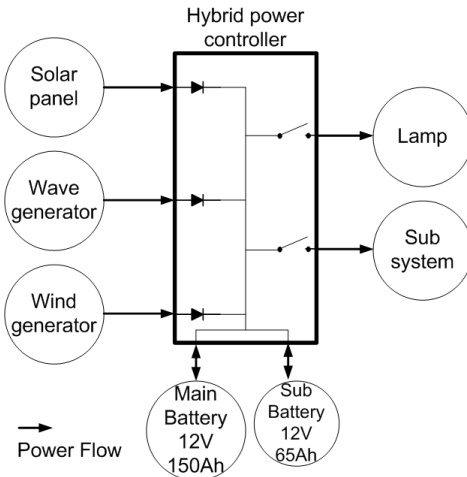 Hybrid power
controller
Solar
panel
Lamp
Wave
generator
Sub
system
Wind
generator
Main
Battery
12V
150Ah
Sub
Battery
12V
65Ah
Power Flow